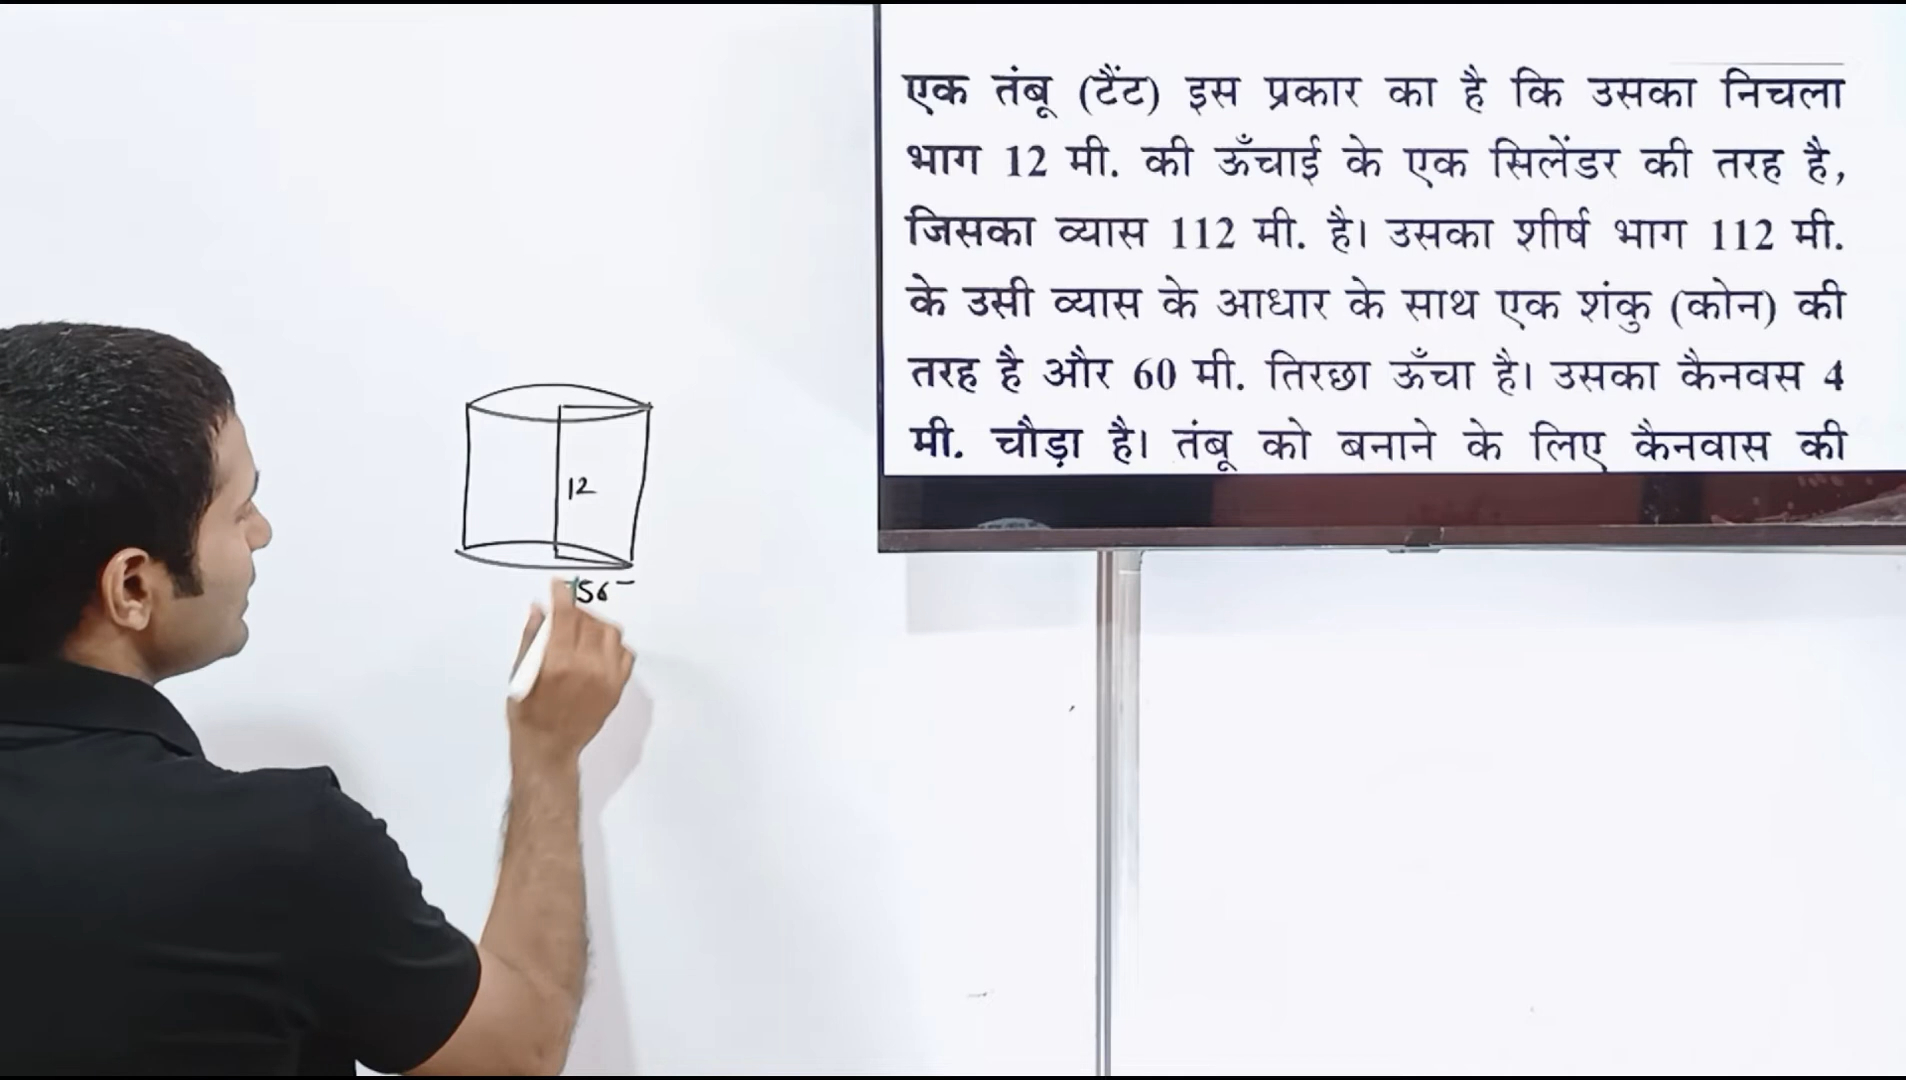 एक तंबू (टैंट) इस प्रकार का है कि उसका निचला
भाग 12 मी. की ऊँचाई के एक सिलेंडर की तरह है,
जिसका व्यास 112 मी. है। उसका शीर्ष भाग 112 मी.
के उसी व्यास के आधार के साथ एक शंकु (कोन) की
तरह है और 60 मी. तिरछा ऊँचा है। उसका कैनवस 4
मी. चौड़ा है। तंबू को बनाने के लिए कैनवास की
12
56